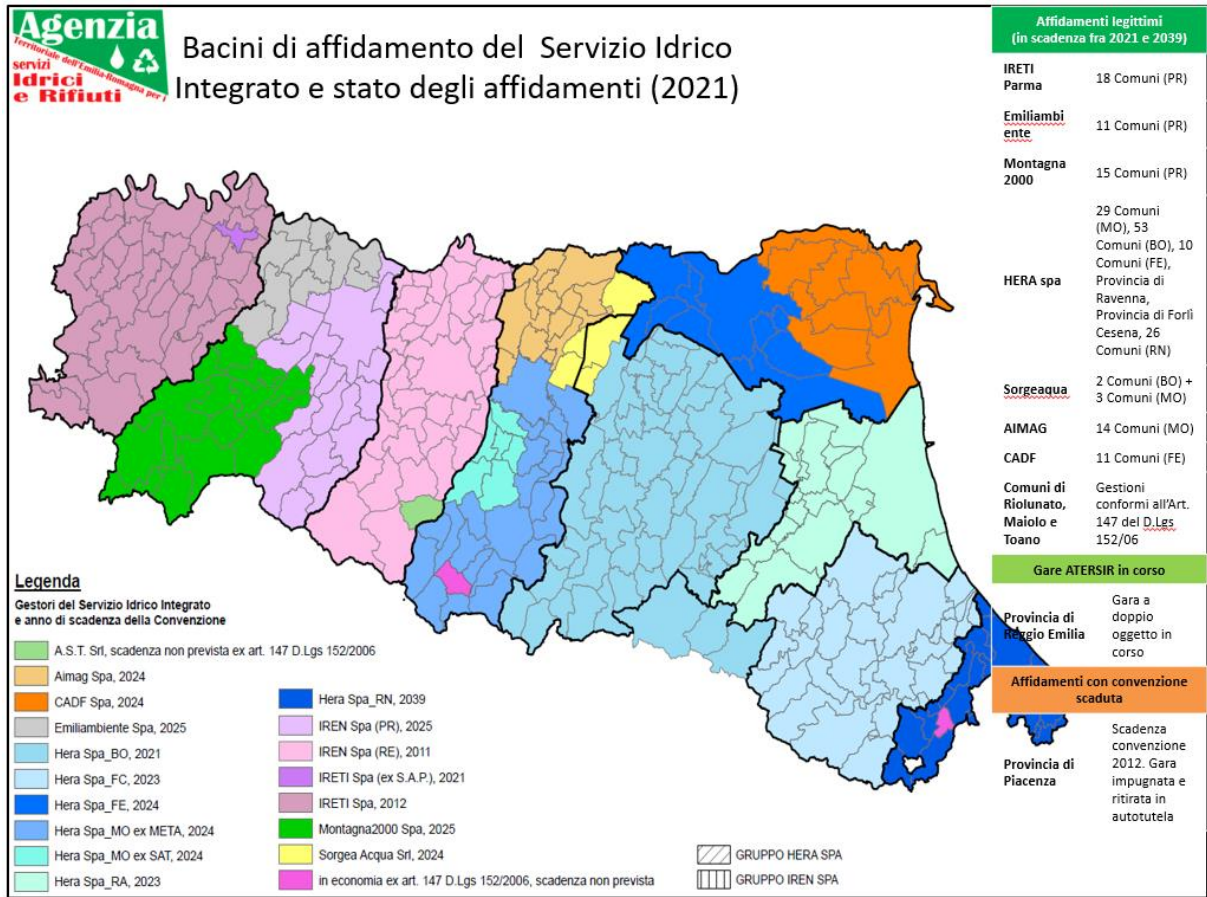 Agenzia
Territoriale dell'Emilia-Romagna per i
servizi
Idrici
e Rifiuti
Bacini di affidamento del Servizio Idrico
Integrato e stato degli affidamenti (2021)
Legenda
Gestori del Servizio Idrico Integrato
e anno di scadenza della Convenzione
A.S.T. Srl, scadenza non prevista ex art. 147 D.Lgs 152/2006
Aimag Spa, 2024
CADF Spa, 2024
Emiliambiente Spa, 2025
Hera Spa_BO, 2021
Hera Spa_FC, 2023
Hera Spa_FE, 2024
Hera Spa_MO ex META, 2024
Hera Spa_MO ex SAT, 2024
Hera Spa_RA, 2023
Hera Spa_RN, 2039
IREN Spa (PR), 2025
IREN Spa (RE), 2011
IRETI Spa (ex S.A.P.), 2021
IRETI Spa, 2012
Montagna2000 Spa, 2025
Sorgea Acqua Srl, 2024
in economia ex art. 147 D.Lgs 152/2006, scadenza non prevista
GRUPPO HERA SPA
GRUPPO IREN SPA
Affidamenti legittimi
(in scadenza fra 2021 e 2039)
IRETI
Parma
18 Comuni (PR)
Emiliambi
ente
11 Comuni (PR)
Montagna
2000
15 Comuni (PR)
HERA spa
29 Comuni
(MO), 53
Comuni (BO), 10
Comuni (FE),
Provincia di
Ravenna,
Provincia di Forlì
Cesena, 26
Comuni (RN)
Sorgeaqua
2 Comuni (BO) +
3 Comuni (MO)
AIMAG
14 Comuni (MO)
CADF
11 Comuni (FE)
Comuni di
Riolunato,
Maiolo e
Toano
Gestioni
conformi all'Art.
147 del D.Lgs
152/06
Gare ATERSIR in corso
Provincia di
Reggio Emilia
Gara a
doppio
oggetto in
corso
Affidamenti con convenzione
scaduta
Provincia di
Piacenza
Scadenza
convenzione
2012. Gara
impugnata e
ritirata in
autotutela